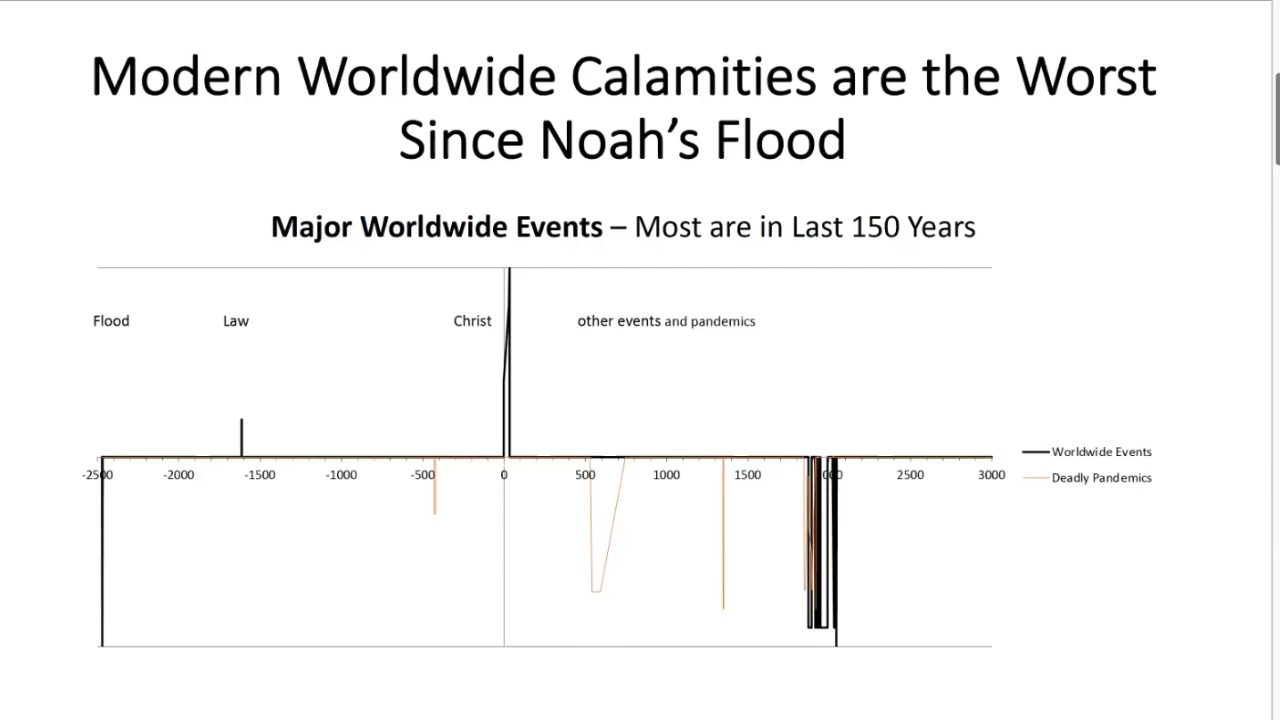 Modern Worldwide Calamities are the Worst
Since Noah’s Flood
Major Worldwide Events – Most are in Last 150 Years
Flood Law Christ other events and pandemics
Worldwide Events
-2500 -2000 -1500 -1000 -500 0 500 1000 1500 2500 3000
Deadly Pandemics